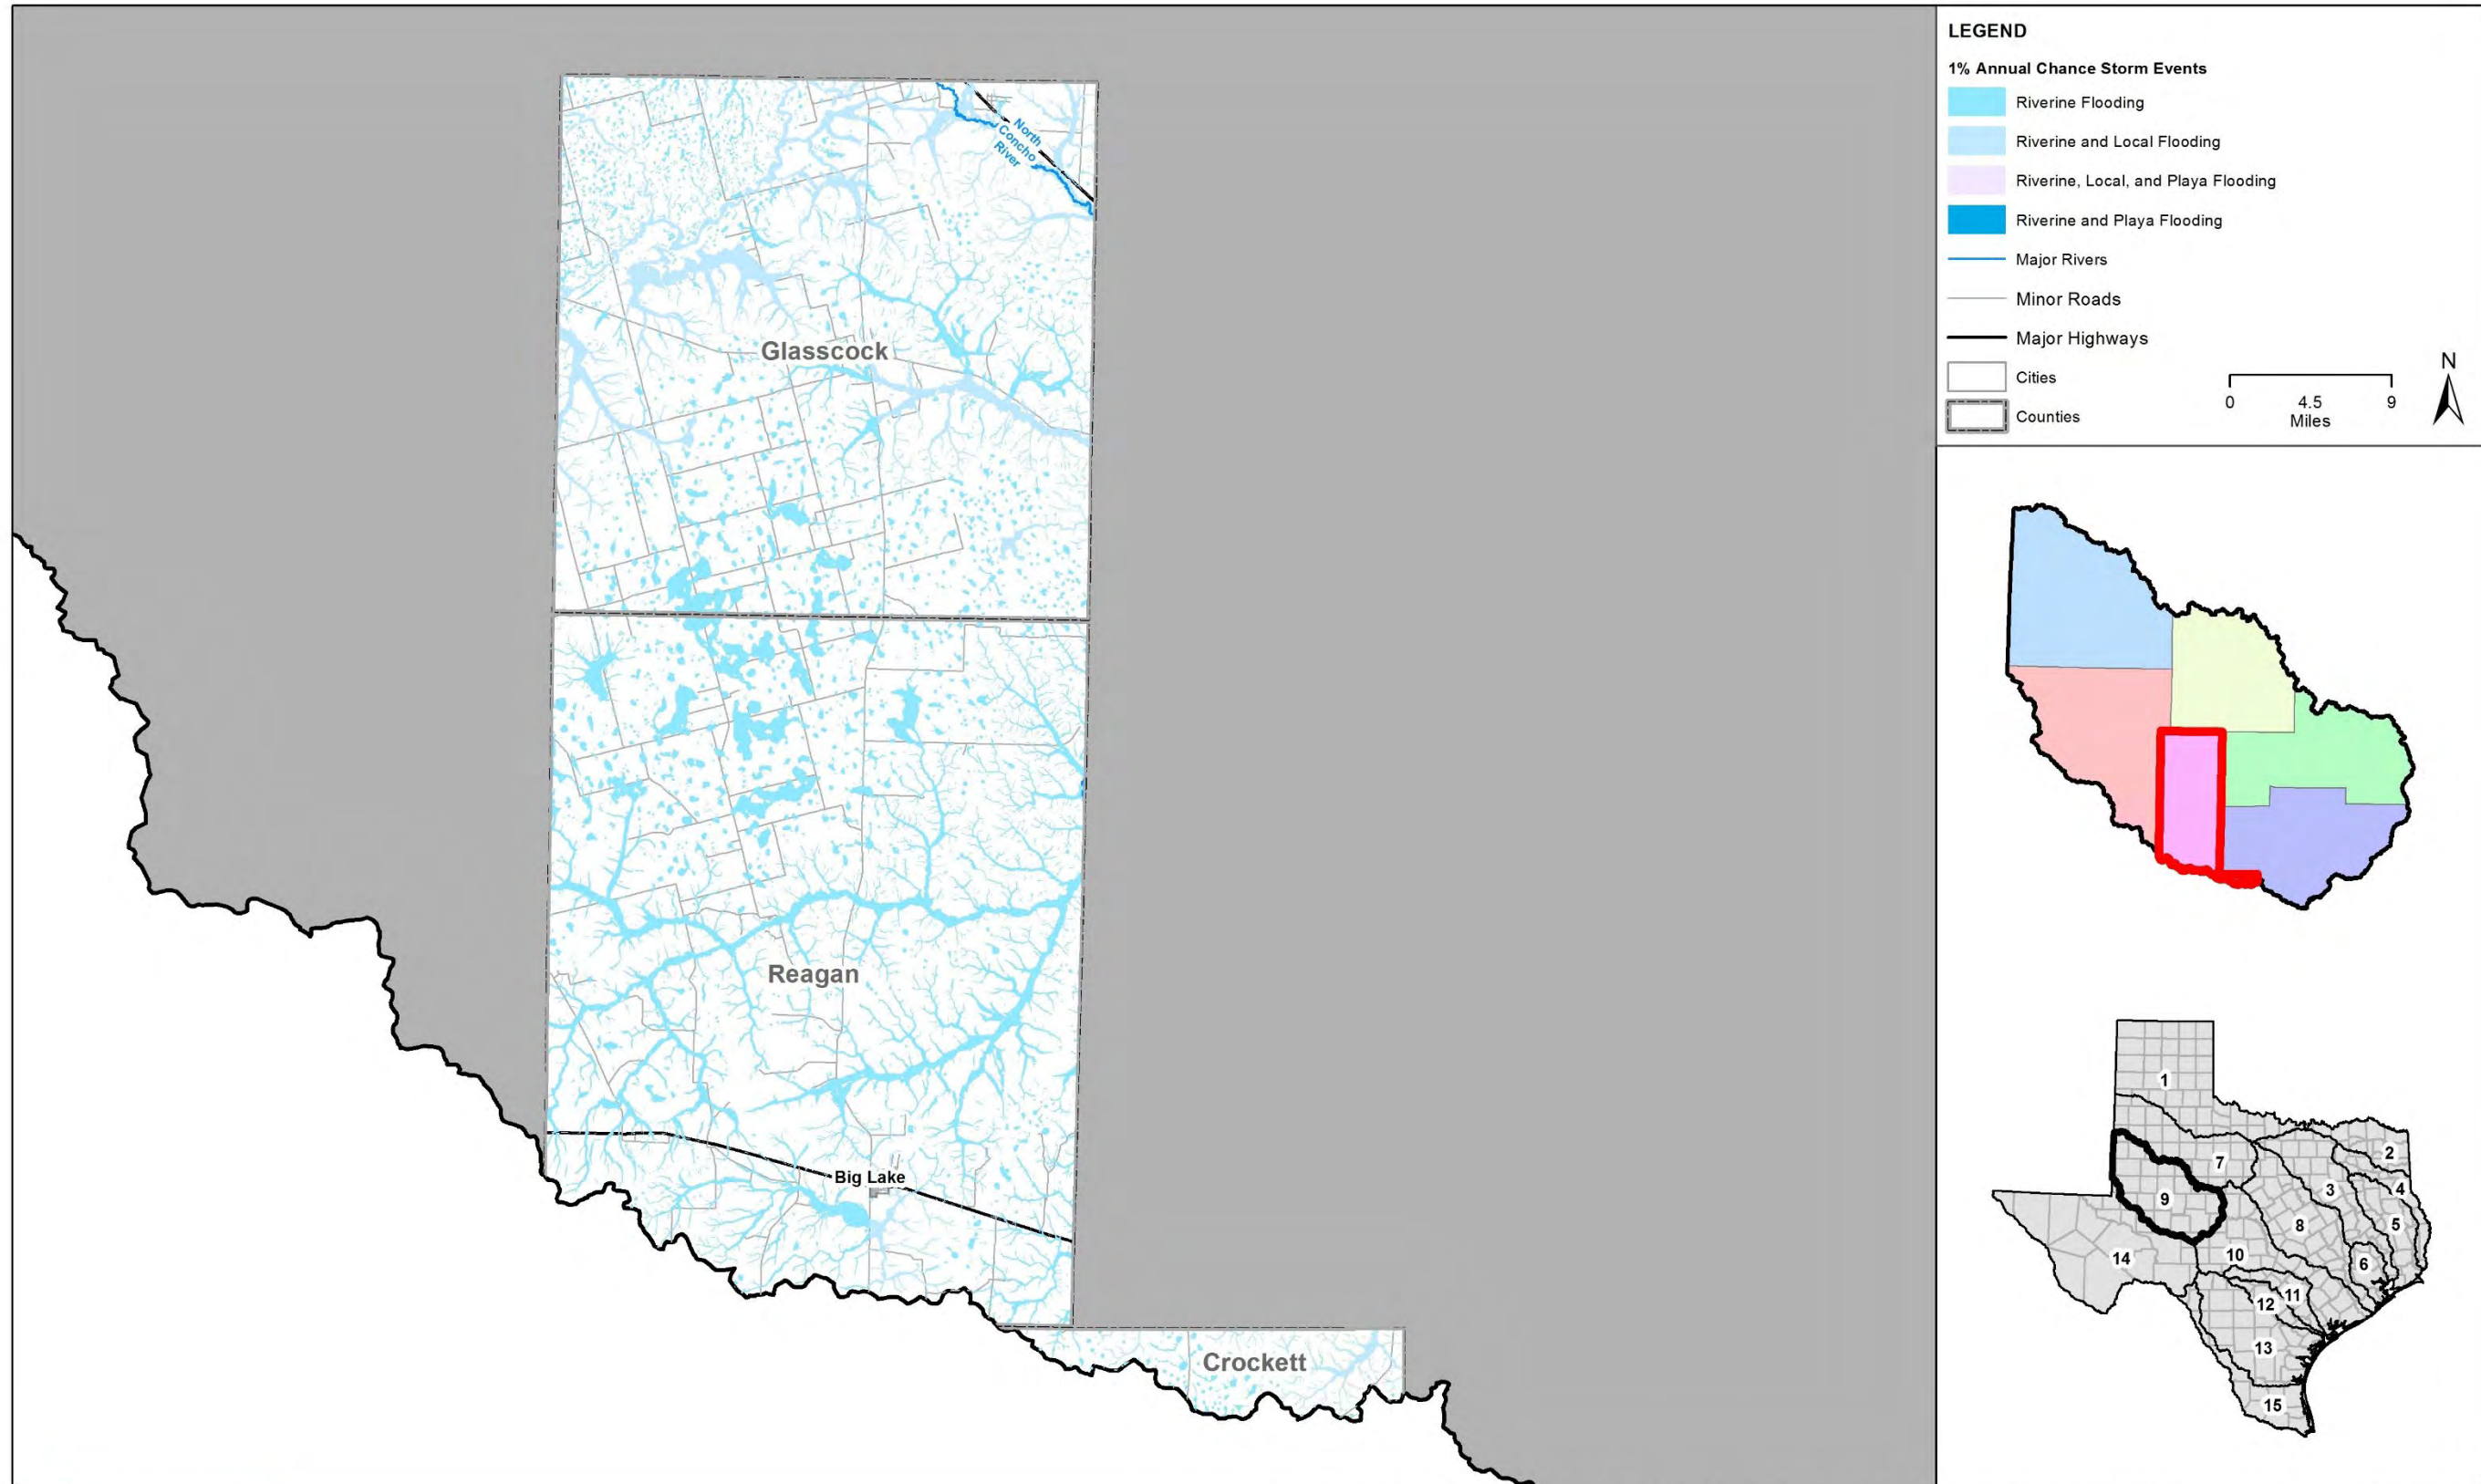 LEGEND
1% Annual Chance Storm Events
Riverine Flooding
Riverine and Local Flooding
Riverine, Local, and Playa Flooding
Riverine and Playa Flooding
Major Rivers
Minor Roads
Major Highways
Cities
Counties
0 4.5 9
Miles
N
North
Concho
River
Glasscock
Reagan
Big Lake
Crockett
1
2
7
3
4
9
5
8
10
14
6
11
12
13
15